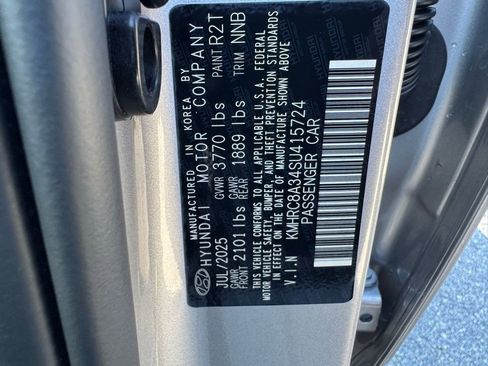 MANUFACTURED IN KOREA BY
HYUNDAI MOTOR COMPANY
JUL/2025 GVWR 3770 lbs PAINT R2T
GAWR FRONT 2101 lbs GAWR REAR 1889 lbs TRIM NNB
THIS VEHICLE CONFORMS TO ALL APPLICABLE U.S.A. FEDERAL
MOTOR VEHICLE SAFETY, BUMPER, AND THEFT PREVENTION STANDARDS
IN EFFECT ON THE DATE OF MANUFACTURE SHOWN ABOVE
V.I.N KMHRC8A34SU415724
PASSENGER CAR
HYUNDAI